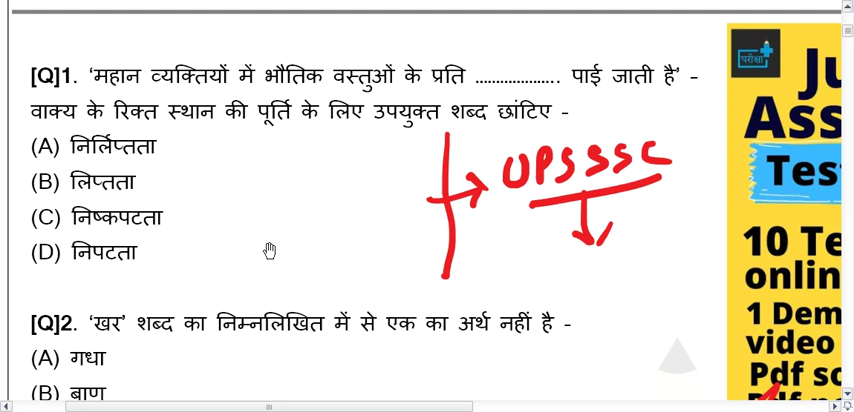 [Q]1. 'महान व्यक्तियों में भौतिक वस्तुओं के प्रति .................... पाई जाती है' -
वाक्य के रिक्त स्थान की पूर्ति के लिए उपयुक्त शब्द छांटिए -
(A) निर्लिप्तता
(B) लिप्तता
(C) निष्कपटता
(D) निपटता
UPSSSC
[Q]2. 'खर' शब्द का निम्नलिखित में से एक का अर्थ नहीं है -
(A) गधा
(B) बाण
परीक्षा
Ju
Ass
Tes
10 Te
onlin
1 Dem
video
Pdf so